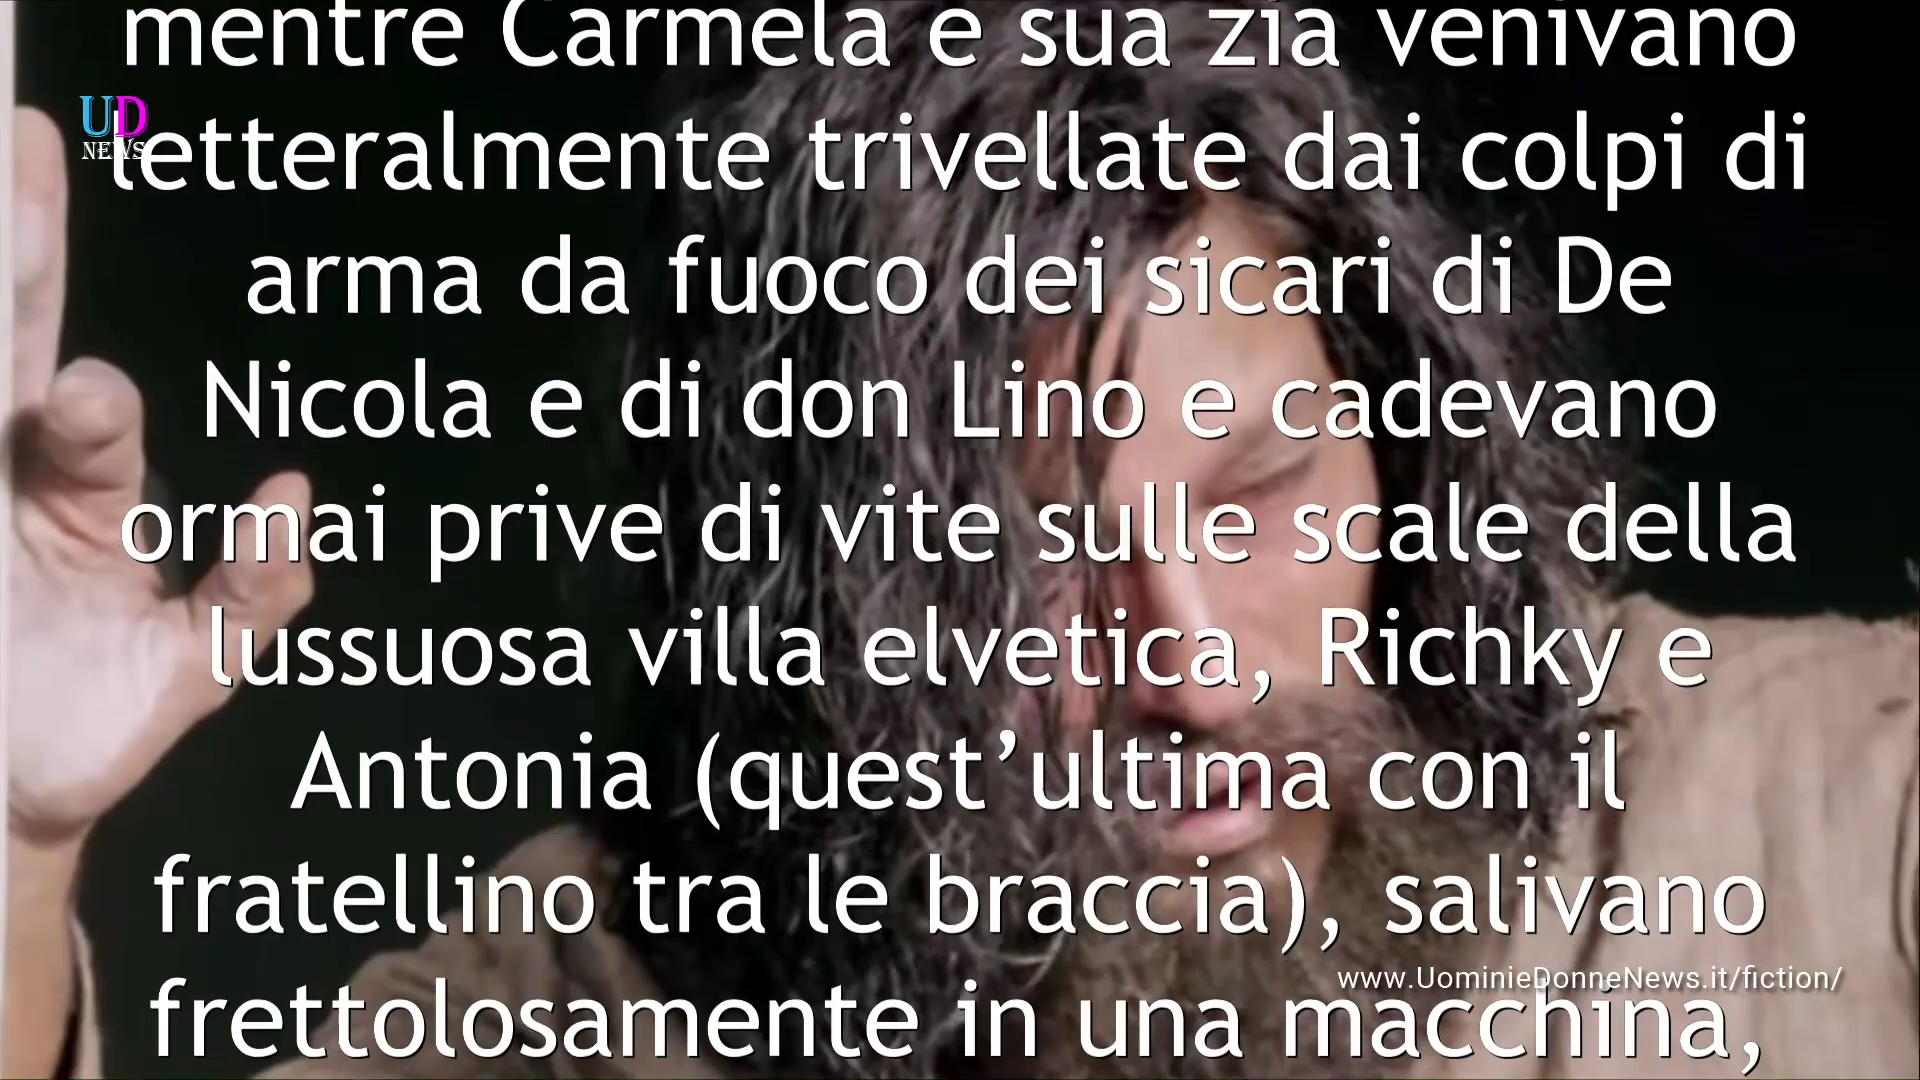 mentre Carmela e sua zia venivano
UD
NEWS
letteralmente trivellate dai colpi di
arma da fuoco dei sicari di De
Nicola e di don Lino e cadevano
ormai prive di vite sulle scale della
lussuosa villa elvetica, Richky e
Antonia (quest’ultima con il
fratellino tra le braccia), salivano
www.UominieDonneNews.it/fiction/
frettolosamente in una macchina,